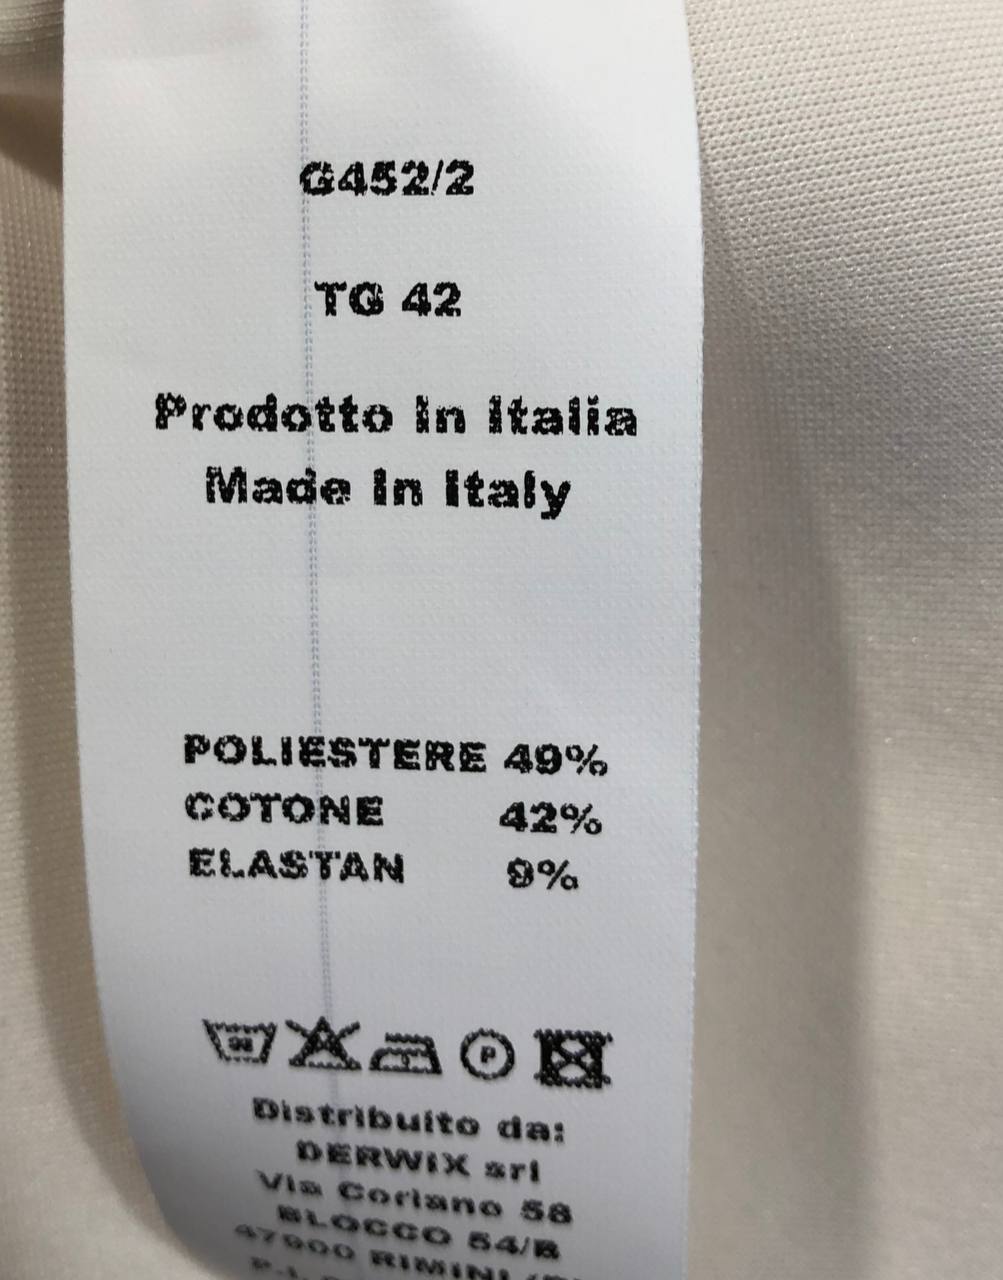 G452/2
TG 42
Prodotto in Italia
Made in Italy
POLIESTERE 49%
COTONE 42%
ELASTAN 9%
P
Distribuito da:
DERWIX srl
Via Coriano 58
BLOCCO 54/B
47900 RIMINI